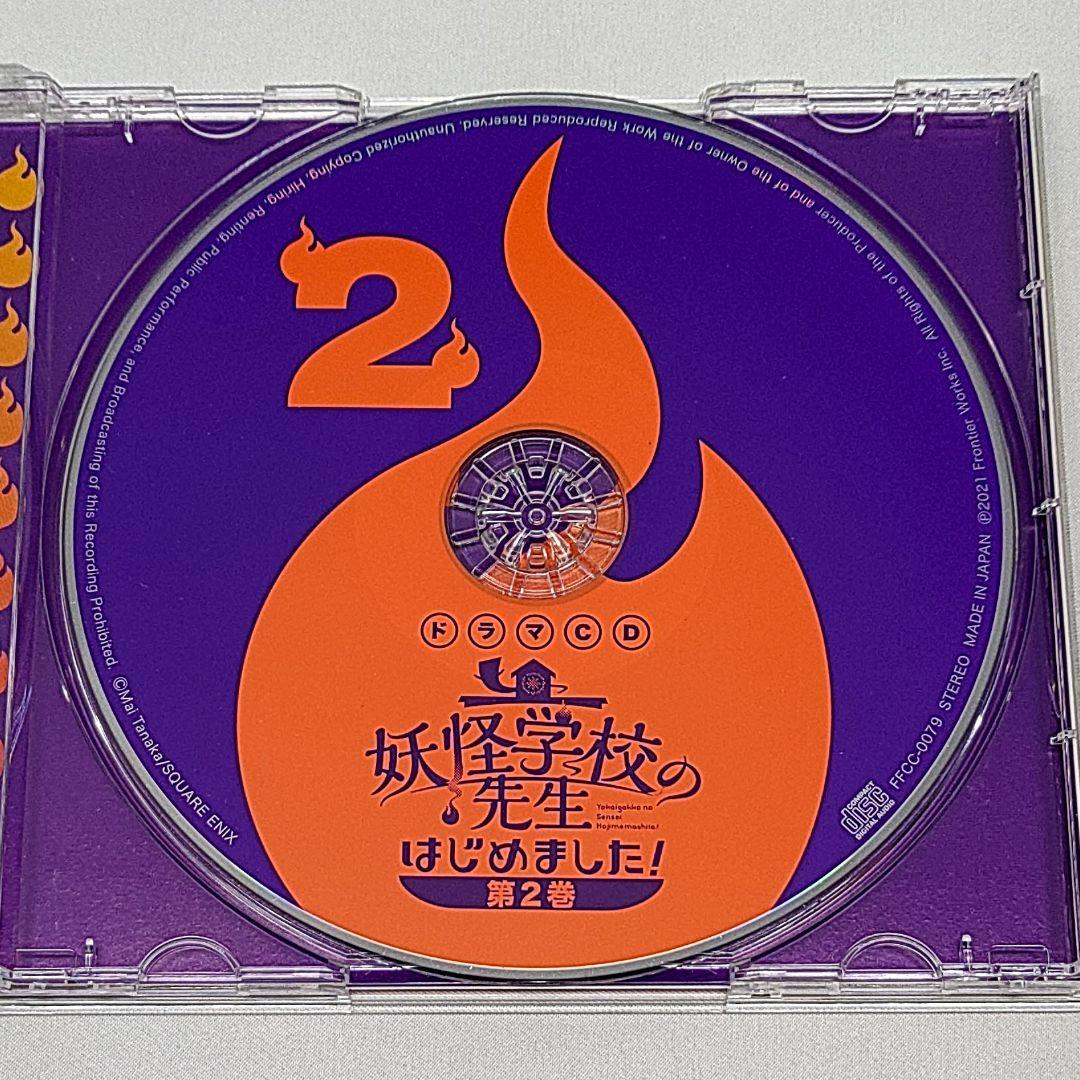 2
ドラマCD
妖怪学校の
先生
Yokaigakko no
Sensei
Hajimemashita!
はじめました!
第2巻
COMPACT
disc
DIGITAL AUDIO
FFCC-0079 STEREO MADE IN JAPAN ℗2021 Frontier Works Inc. All Rights of the Producer and of the Owner of the Work Reproduced Reserved. Unauthorized Copying, Hiring, Renting, Public Performance, and Broadcasting of this Recording Prohibited. ©Mai Tanaka/SQUARE ENIX